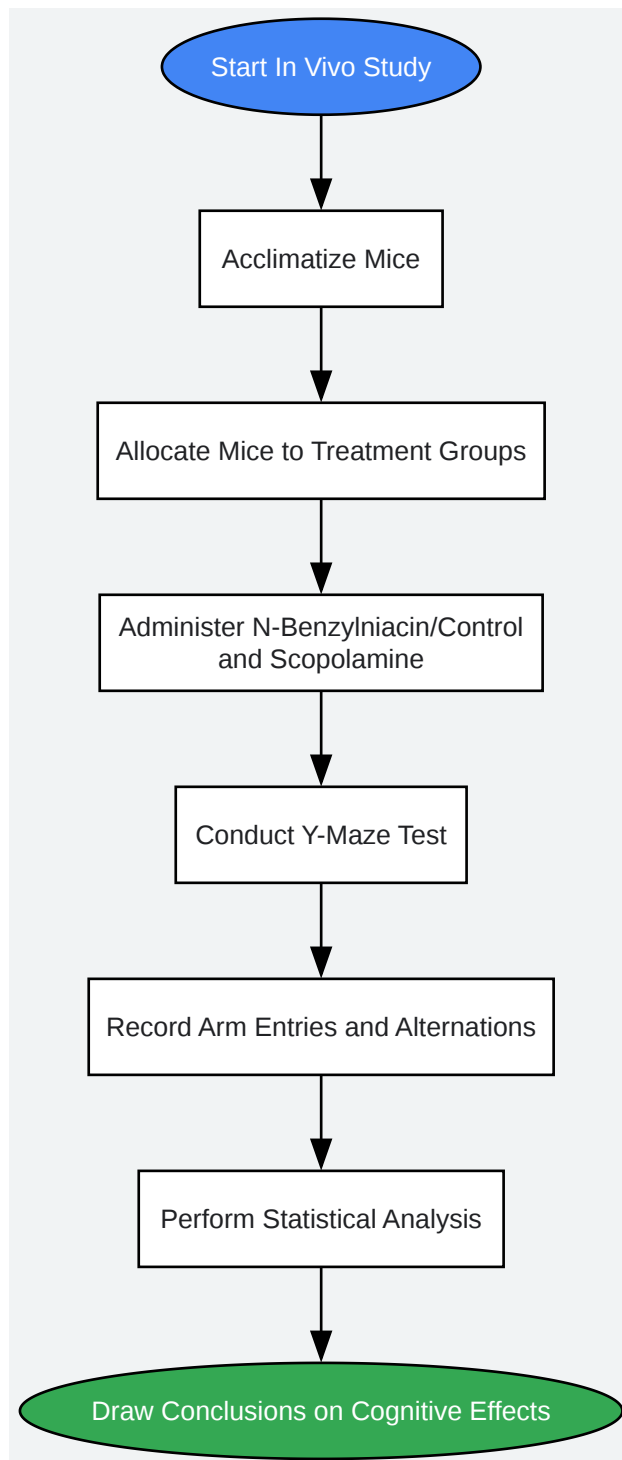 Start In Vivo Study
Acclimatize Mice
Allocate Mice to Treatment Groups
Administer N-Benzylniacin/Control
and Scopolamine
Conduct Y-Maze Test
Record Arm Entries and Alternations
Perform Statistical Analysis
Draw Conclusions on Cognitive Effects